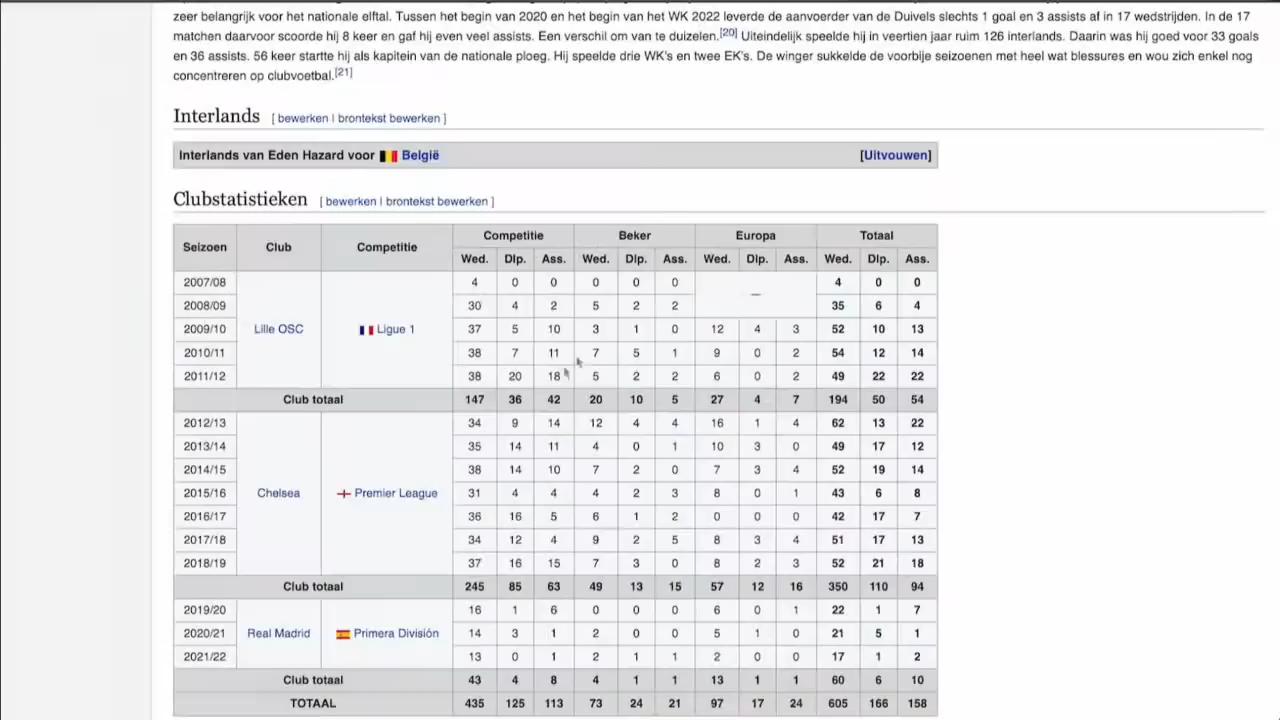 zeer belangrijk voor het nationale elftal. Tussen het begin van 2020 en het begin van het WK 2022 leverde de aanvoerder van de Duivels slechts 1 goal en 3 assists af in 17 wedstrijden. In de 17
matchen daarvoor scoorde hij 8 keer en gaf hij even veel assists. Een verschil om van te duizelen.[20] Uiteindelijk speelde hij in veertien jaar ruim 126 interlands. Daarin was hij goed voor 33 goals
en 36 assists. 56 keer startte hij als kapitein van de nationale ploeg. Hij speelde drie WK's en twee EK's. De winger sukkelde de voorbije seizoenen met heel wat blessures en wou zich enkel nog
concentreren op clubvoetbal.[21]
Interlands [ bewerken | brontekst bewerken ]
Interlands van Eden Hazard voor België [Uitvouwen]
Clubstatistieken [ bewerken | brontekst bewerken ]
Seizoen Club Competitie Competitie Beker Europa Totaal
Wed. Dlp. Ass. Wed. Dlp. Ass. Wed. Dlp. Ass. Wed. Dlp. Ass.
2007/08 4 0 0 0 0 0 — 4 0 0
2008/09 30 4 2 5 2 2 35 6 4
2009/10 Lille OSC Ligue 1 37 5 10 3 1 0 12 4 3 52 10 13
2010/11 38 7 11 7 5 1 9 0 2 54 12 14
2011/12 38 20 18 5 2 2 6 0 2 49 22 22
Club totaal 147 36 42 20 10 5 27 4 7 194 50 54
2012/13 34 9 14 12 4 4 16 1 4 62 13 22
2013/14 35 14 11 4 0 1 10 3 0 49 17 12
2014/15 38 14 10 7 2 0 7 3 4 52 19 14
2015/16 Chelsea Premier League 31 4 4 4 2 3 8 0 1 43 6 8
2016/17 36 16 5 6 1 2 0 0 0 42 17 7
2017/18 34 12 4 9 2 5 8 3 4 51 17 13
2018/19 37 16 15 7 3 0 8 2 3 52 21 18
Club totaal 245 85 63 49 13 15 57 12 16 350 110 94
2019/20 16 1 6 0 0 0 6 0 1 22 1 7
2020/21 Real Madrid Primera División 14 3 1 2 0 0 5 1 0 21 5 1
2021/22 13 0 1 2 1 1 2 0 0 17 1 2
Club totaal 43 4 8 4 1 1 13 1 1 60 6 10
TOTAAL 435 125 113 73 24 21 97 17 24 605 166 158